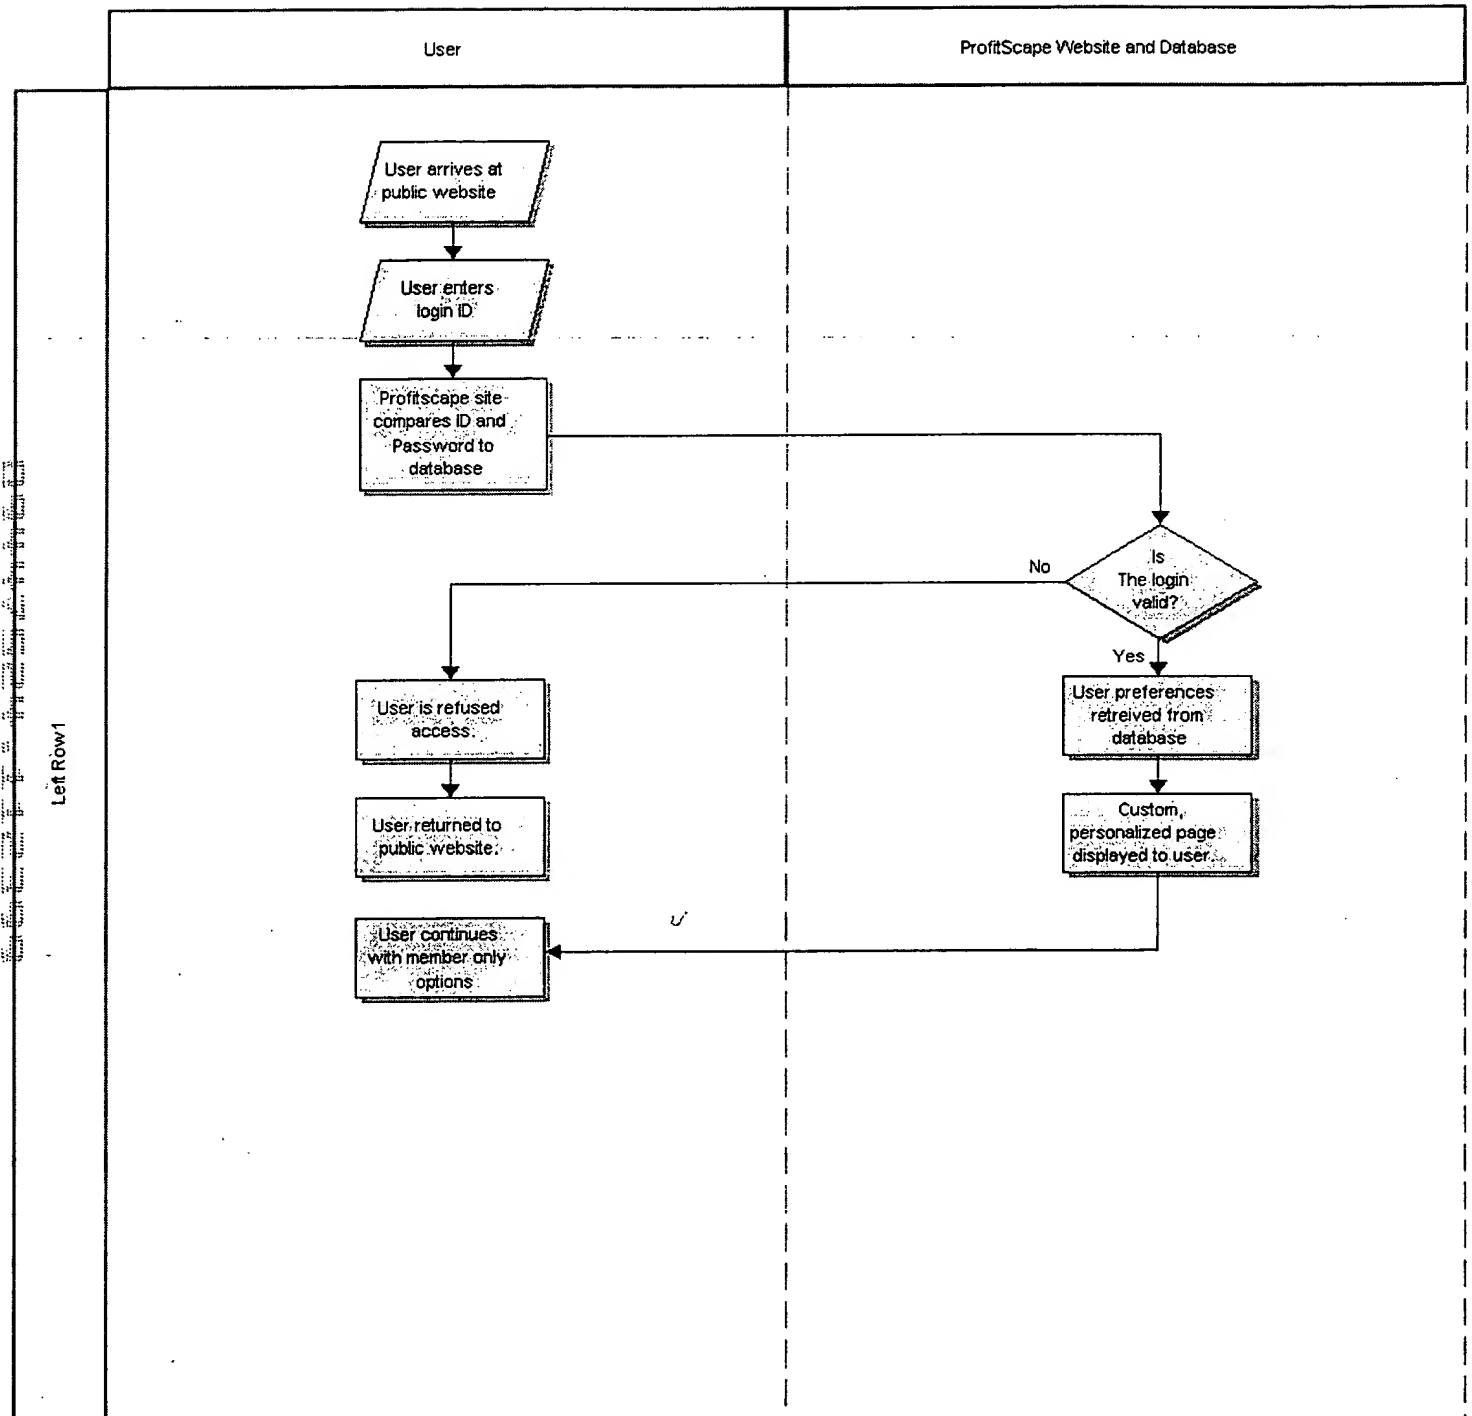 User
ProfitScape Website and Database
User arrives at
public website
User enters
login ID
Profitscape site
compares ID and
Password to
database
No
Is
The login
valid?
Yes
User is refused
access.
User preferences
retreived from
database
Left Row1
User returned to
public website.
Custom,
personalized page
displayed to user.
User continues
with member only
options